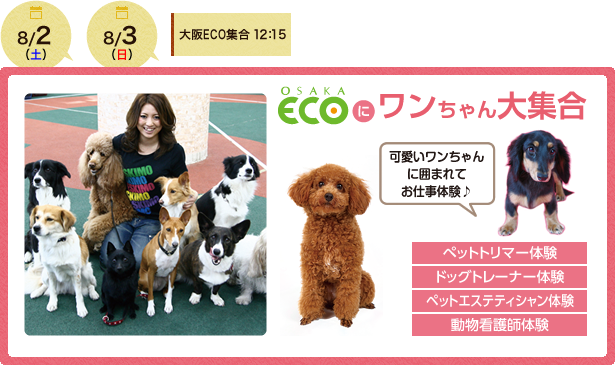 8/2
(土)
8/3
(日)
大阪ECO集合 12:15
OSAKA
ECO に ワンちゃん大集合
可愛いワンちゃん
に囲まれて
お仕事体験♪
ペットトリマー体験
ドッグトレーナー体験
ペットエステティシャン体験
動物看護師体験